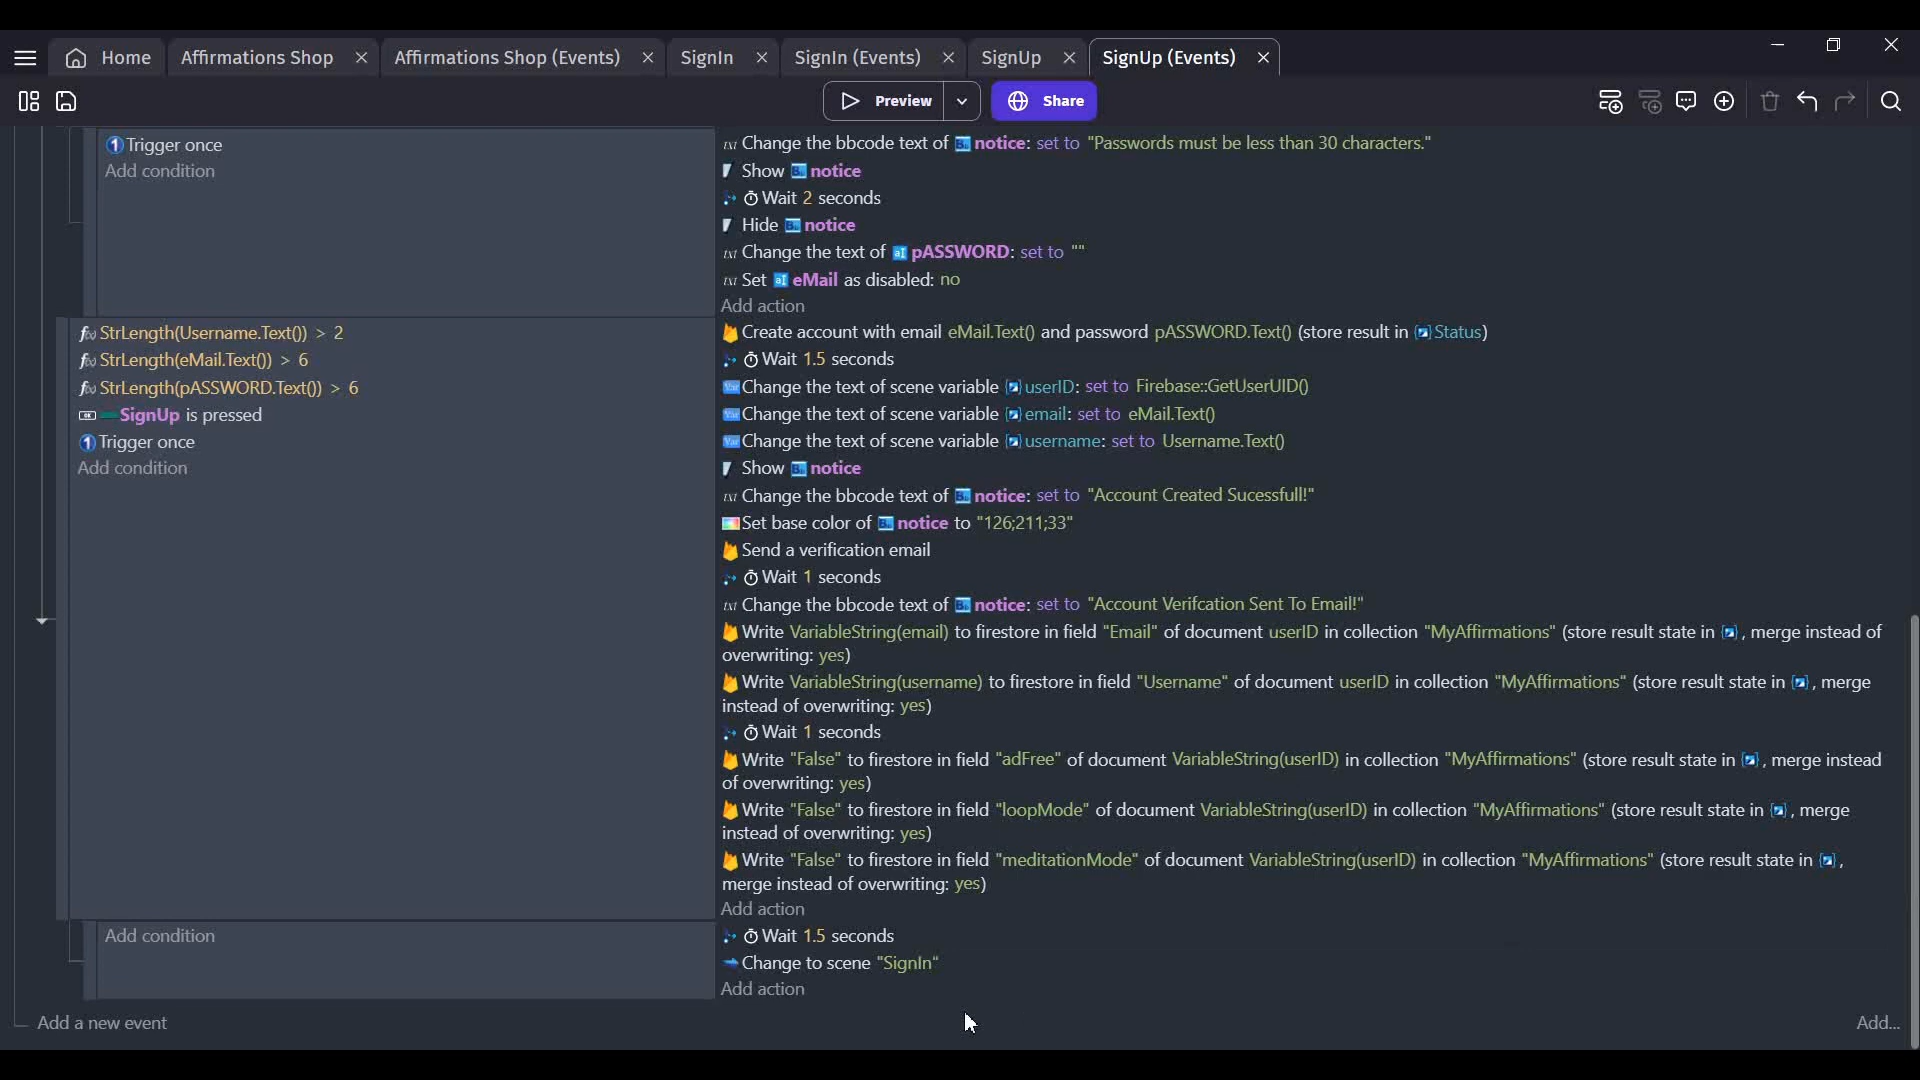 Home
Affirmations Shop
Affirmations Shop (Events)
SignIn
SignIn (Events)
SignUp
SignUp (Events)
Preview
Share
Trigger once
Add condition
Change the bbcode text of notice: set to "Passwords must be less than 30 characters."
Show notice
Wait 2 seconds
Hide notice
Change the text of pASSWORD: set to ""
Set eMail as disabled: no
Add action
StrLength(Username.Text()) > 2
StrLength(eMail.Text()) > 6
StrLength(pASSWORD.Text()) > 6
SignUp is pressed
Trigger once
Add condition
Create account with email eMail.Text() and password pASSWORD.Text() (store result in Status)
Wait 1.5 seconds
Change the text of scene variable userID: set to Firebase::GetUserUID()
Change the text of scene variable email: set to eMail.Text()
Change the text of scene variable username: set to Username.Text()
Show notice
Change the bbcode text of notice: set to "Account Created Sucessfull!"
Set base color of notice to "126;211;33"
Send a verification email
Wait 1 seconds
Change the bbcode text of notice: set to "Account Verifcation Sent To Email!"
Write VariableString(email) to firestore in field "Email" of document userID in collection "MyAffirmations" (store result state in , merge instead of
overwriting: yes)
Write VariableString(username) to firestore in field "Username" of document userID in collection "MyAffirmations" (store result state in , merge
instead of overwriting: yes)
Wait 1 seconds
Write "False" to firestore in field "adFree" of document VariableString(userID) in collection "MyAffirmations" (store result state in , merge instead
of overwriting: yes)
Write "False" to firestore in field "loopMode" of document VariableString(userID) in collection "MyAffirmations" (store result state in , merge
instead of overwriting: yes)
Write "False" to firestore in field "meditationMode" of document VariableString(userID) in collection "MyAffirmations" (store result state in ,
merge instead of overwriting: yes)
Add action
Add condition
Wait 1.5 seconds
Change to scene "SignIn"
Add action
Add a new event
Add...